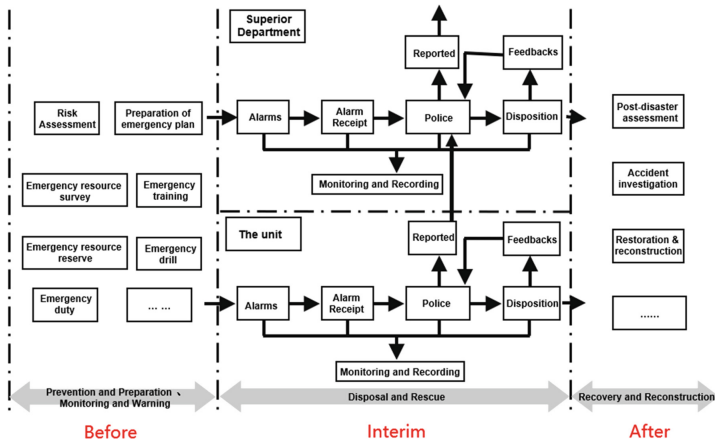 Superior
Department
Reported
Feedbacks
Risk
Assessment
Preparation of
emergency plan
Alarms
Alarm
Receipt
Police
Disposition
Post-disaster
assessment
Emergency resource
survey
Emergency
training
Monitoring and Recording
Accident
investigation
The unit
Emergency resource
reserve
Emergency
drill
Reported
Feedbacks
Restoration &
reconstruction
Emergency
duty
... ...
Alarms
Alarm
Receipt
Police
Disposition
......
Monitoring and Recording
Prevention and Preparation、
Monitoring and Warning
Disposal and Rescue
Recovery and Reconstruction
Before
Interim
After